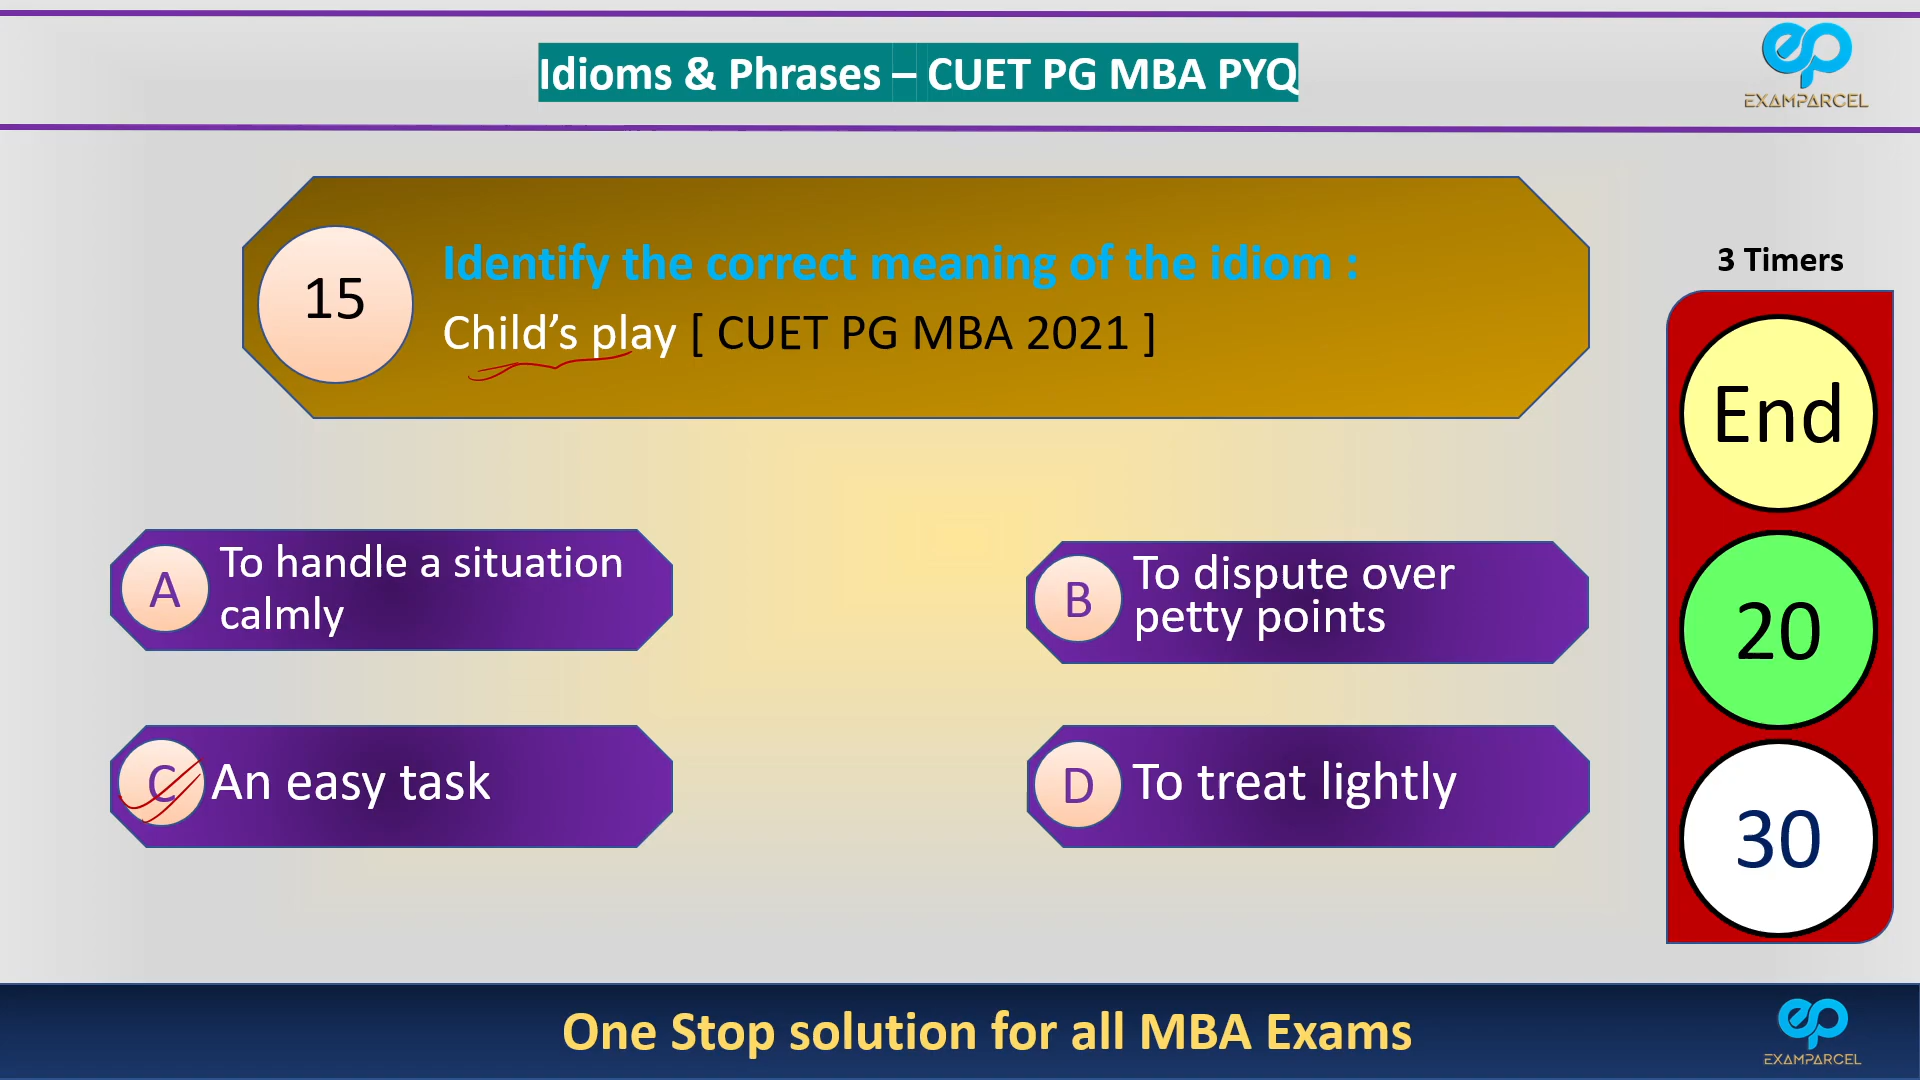 Idioms & Phrases – CUET PG MBA PYQ
EXAMPARCEL
15
Identify the correct meaning of the idiom :
Child’s play [ CUET PG MBA 2021 ]
3 Timers
End
20
30
A
To handle a situation
calmly
B
To dispute over
petty points
C
An easy task
D
To treat lightly
One Stop solution for all MBA Exams
EXAMPARCEL